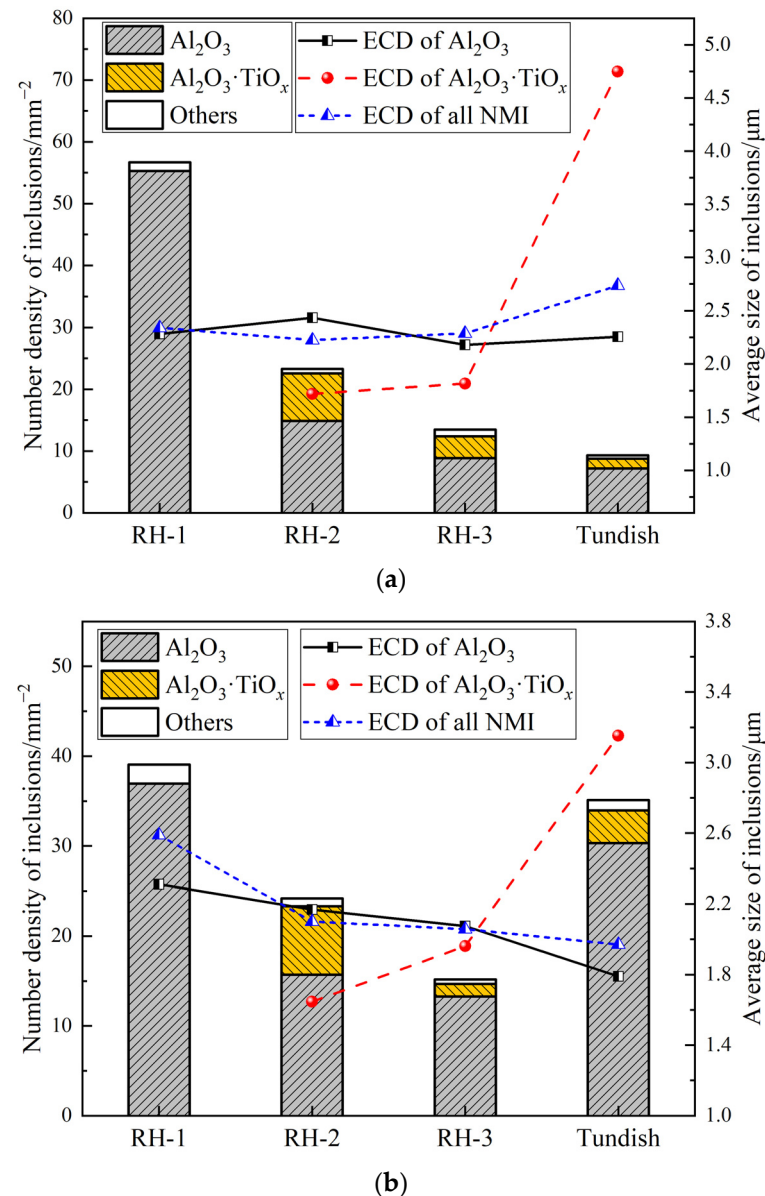 80
70
60
50
40
30
20
10
0
Number density of inclusions/mm⁻²
Al₂O₃
Al₂O₃·TiOₓ
Others
ECD of Al₂O₃
ECD of Al₂O₃·TiOₓ
ECD of all NMI
5.0
4.5
4.0
3.5
3.0
2.5
2.0
1.5
1.0
Average size of inclusions/μm
RH-1 RH-2 RH-3 Tundish
(a)
50
40
30
20
10
0
Number density of inclusions/mm⁻²
Al₂O₃
Al₂O₃·TiOₓ
Others
ECD of Al₂O₃
ECD of Al₂O₃·TiOₓ
ECD of all NMI
3.8
3.4
3.0
2.6
2.2
1.8
1.4
1.0
Average size of inclusions/μm
RH-1 RH-2 RH-3 Tundish
(b)